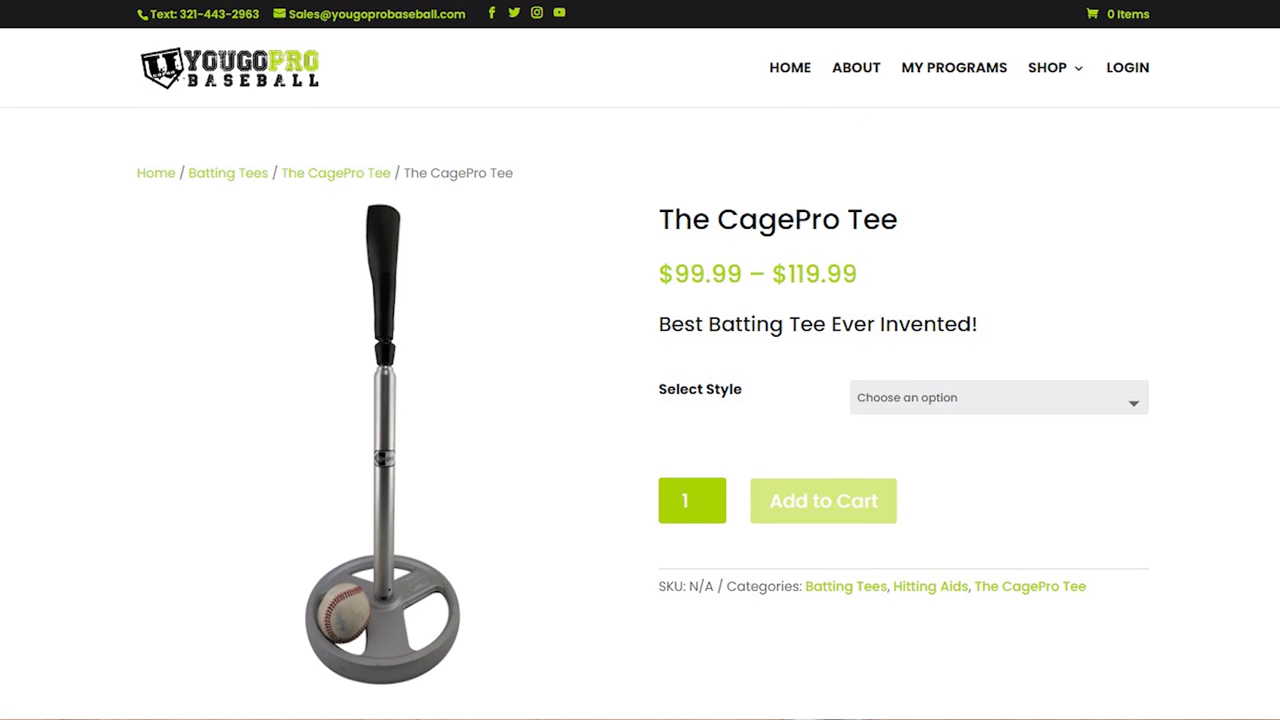 Text: 321-443-2963 Sales@yougoprobaseball.com 0 Items
YOUGOPRO
BASEBALL
HOME ABOUT MY PROGRAMS SHOP LOGIN
Home / Batting Tees / The CagePro Tee / The CagePro Tee
The CagePro Tee
$99.99 – $119.99
Best Batting Tee Ever Invented!
Select Style Choose an option
1 Add to Cart
SKU: N/A / Categories: Batting Tees, Hitting Aids, The CagePro Tee